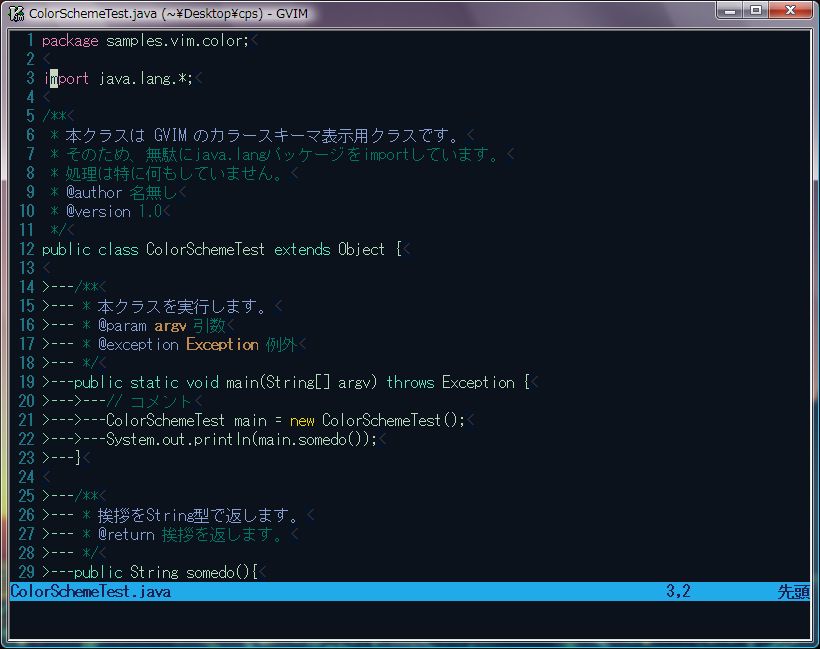 ColorSchemeTest.java (~¥Desktop¥cps) - GVIM
1 package samples.vim.color;<
2 <
3 import java.lang.*;<
4 <
5 /**<
6  * 本クラスは GVIM のカラースキーマ表示用クラスです。<
7  * そのため、無駄にjava.langパッケージをimportしています。<
8  * 処理は特に何もしていません。<
9  * @author 名無し<
10  * @version 1.0<
11  */<
12 public class ColorSchemeTest extends Object {<
13 <
14 >---/**<
15 >--- * 本クラスを実行します。<
16 >--- * @param argv 引数<
17 >--- * @exception Exception 例外<
18 >--- */<
19 >---public static void main(String[] argv) throws Exception {<
20 >--->---// コメント<
21 >--->---ColorSchemeTest main = new ColorSchemeTest();<
22 >--->---System.out.println(main.somedo());<
23 >---}<
24 <
25 >---/**<
26 >--- * 挨拶をString型で返します。<
27 >--- * @return 挨拶を返します。<
28 >--- */<
29 >---public String somedo(){<
ColorSchemeTest.java 3,2 先頭